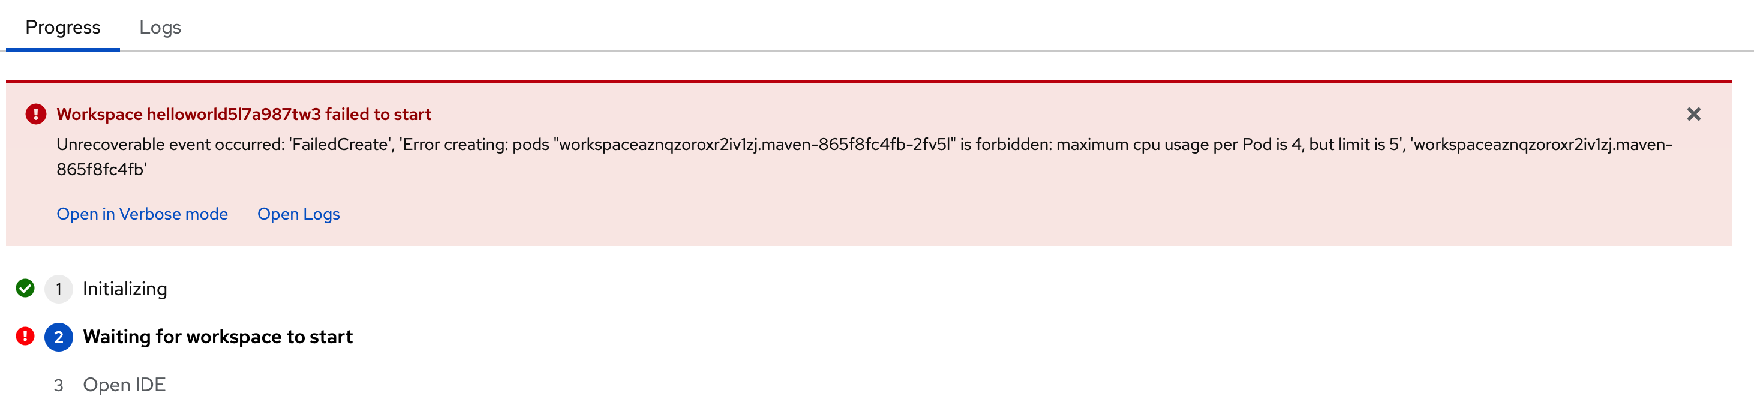 Progress Logs
Workspace helloworld5l7a987tw3 failed to start
Unrecoverable event occurred: 'FailedCreate', 'Error creating: pods "workspaceaznqzoroxr2iv1zj.maven-865f8fc4fb-2fv5l" is forbidden: maximum cpu usage per Pod is 4, but limit is 5', 'workspaceaznqzoroxr2iv1zj.maven-
865f8fc4fb'
Open in Verbose mode Open Logs
1 Initializing
2 Waiting for workspace to start
3 Open IDE